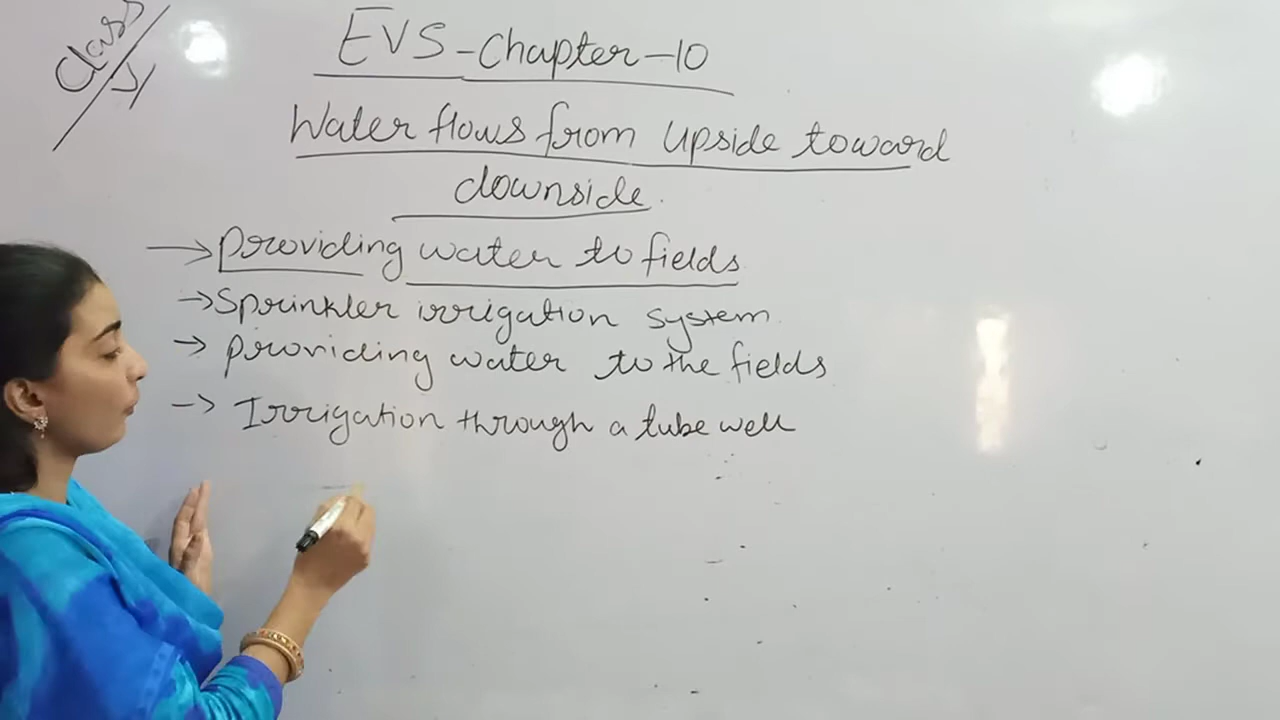 Class
EVS-Chapter-10
Water flows from upside toward
downside.
→ Providing water to fields
→ Sprinkler irrigation system.
→ providing water to the fields
→ Irrigation through a tube well